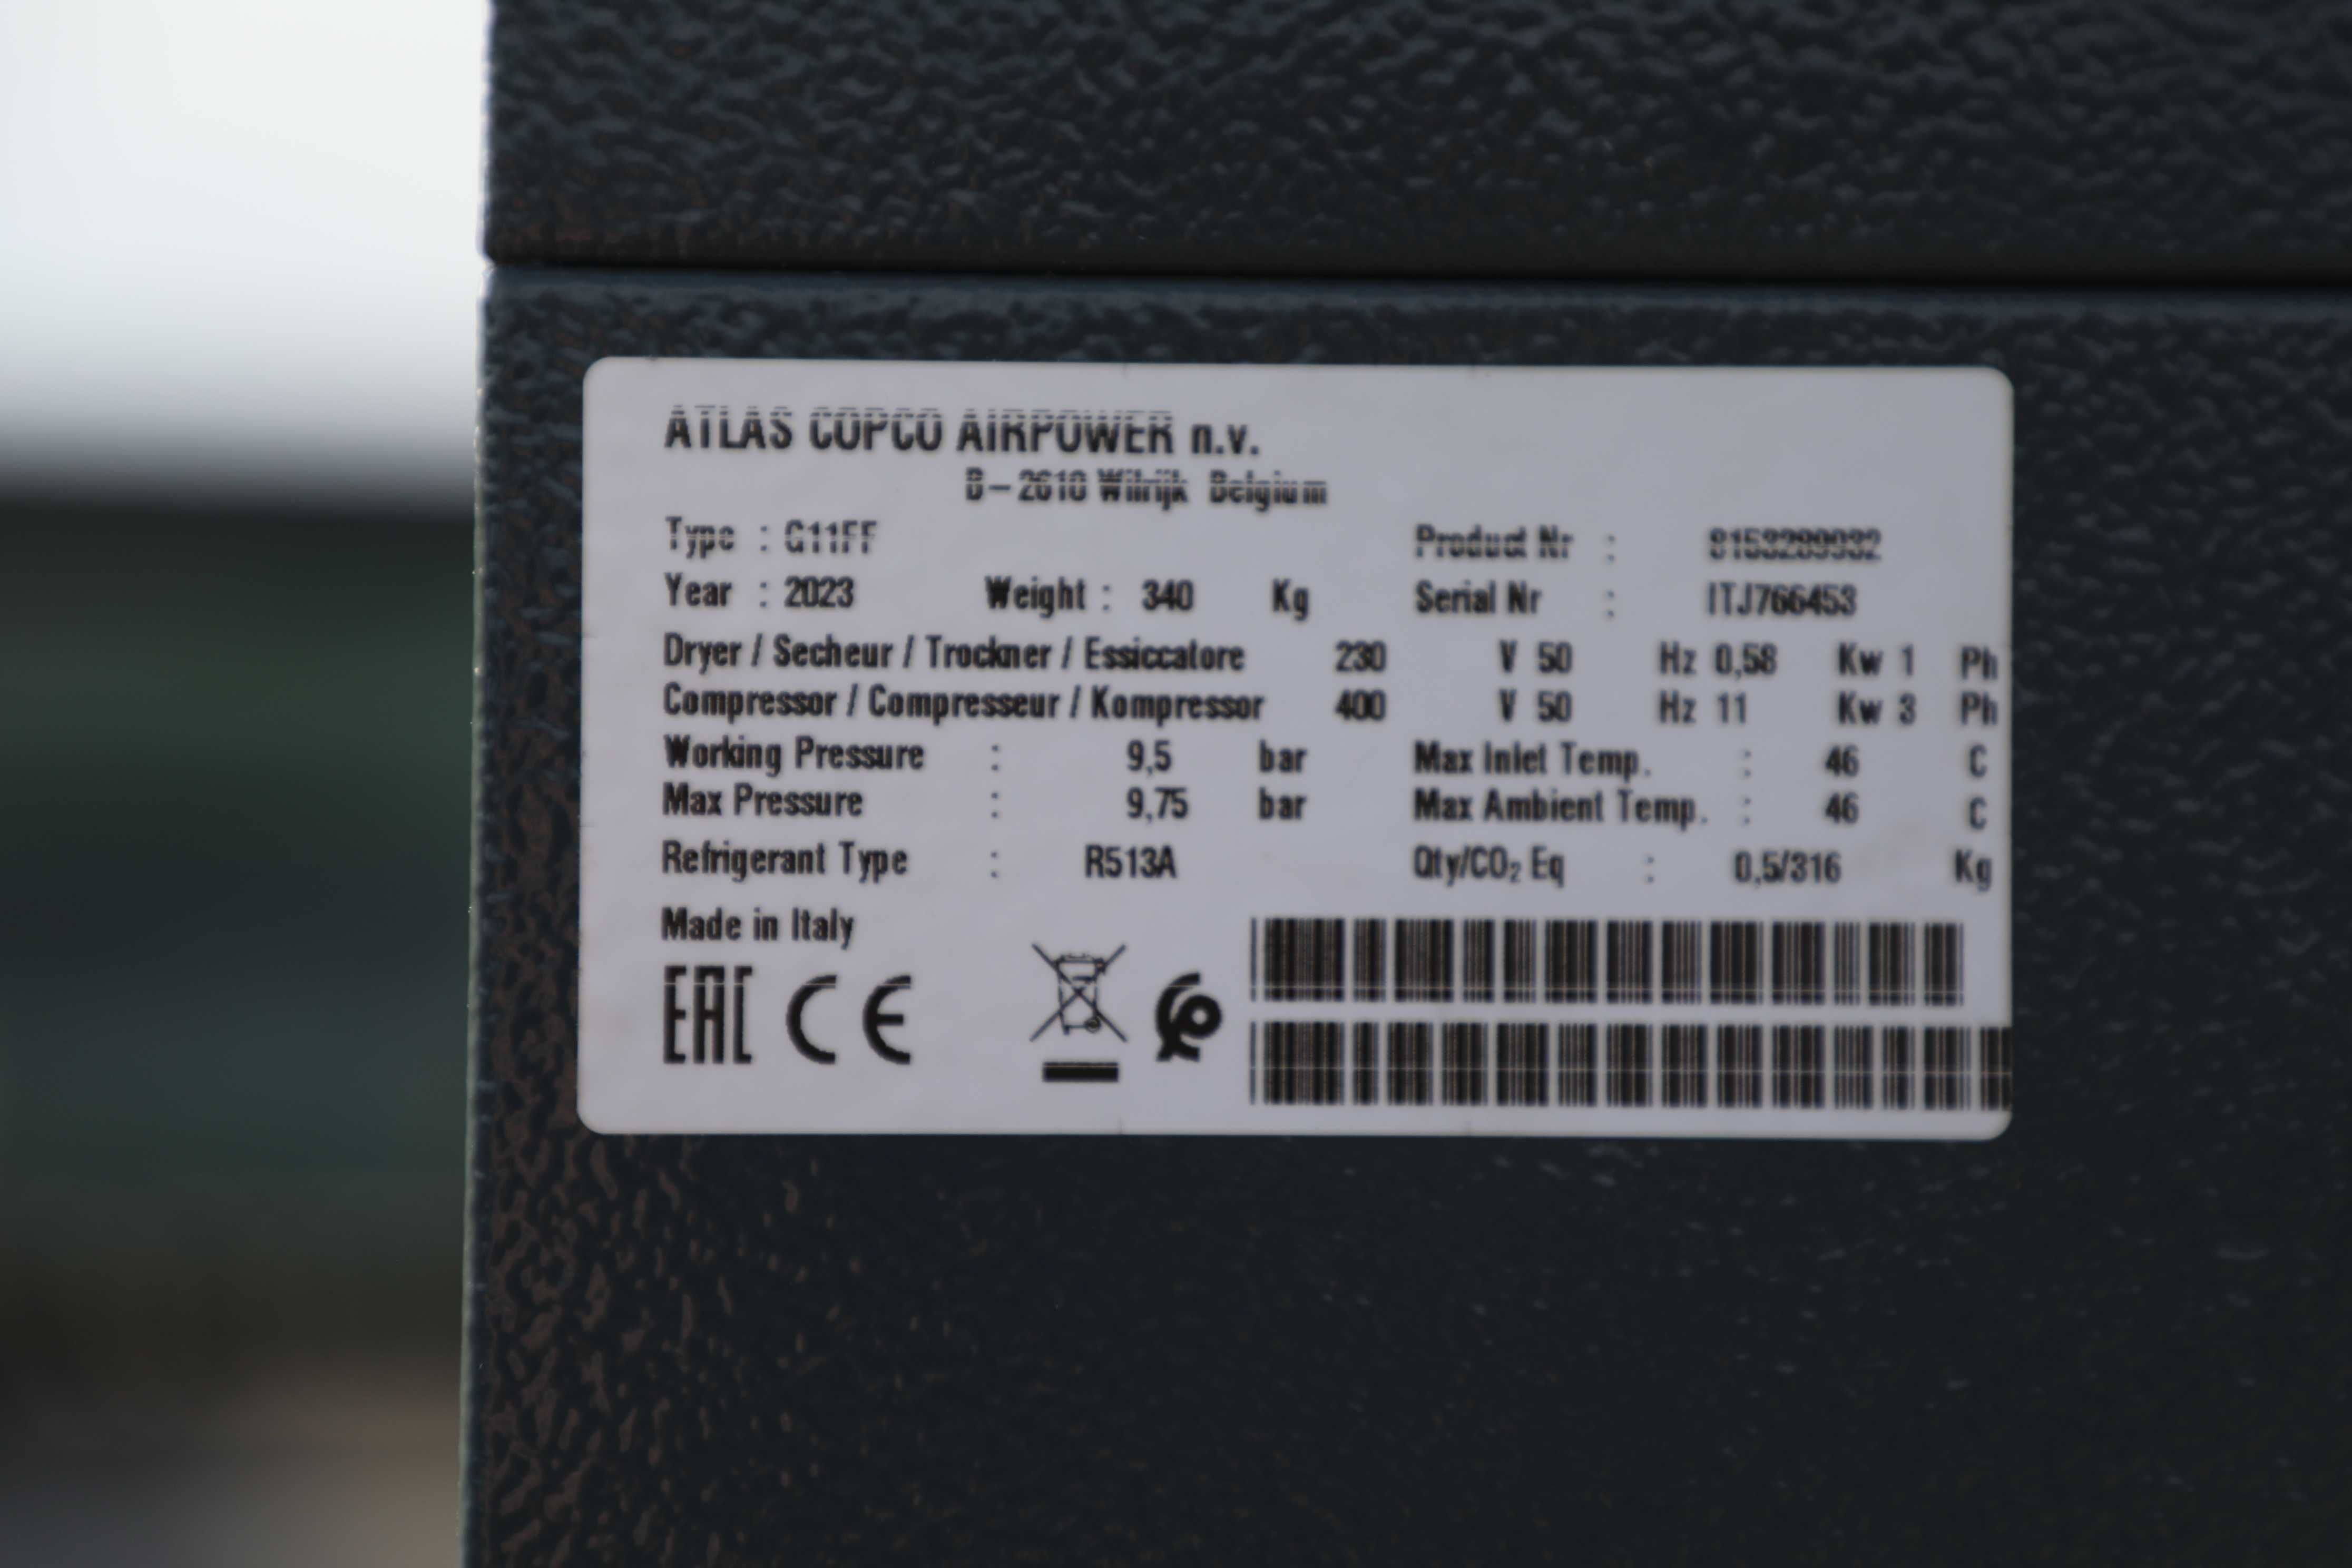 ATLAS COPCO AIRPOWER n.v.
B-2610 Wilrijk Belgium
Type : G11FF Product Nr : 8153289932
Year : 2023 Weight : 340 Kg Serial Nr : ITJ766453
Dryer / Secheur / Trockner / Essiccatore 230 V 50 Hz 0,58 Kw 1 Ph
Compressor / Compresseur / Kompressor 400 V 50 Hz 11 Kw 3 Ph
Working Pressure : 9,5 bar Max Inlet Temp. : 46 C
Max Pressure : 9,75 bar Max Ambient Temp. : 46 C
Refrigerant Type : R513A Qty/CO₂ Eq : 0,5/316 Kg
Made in Italy
EAC CE